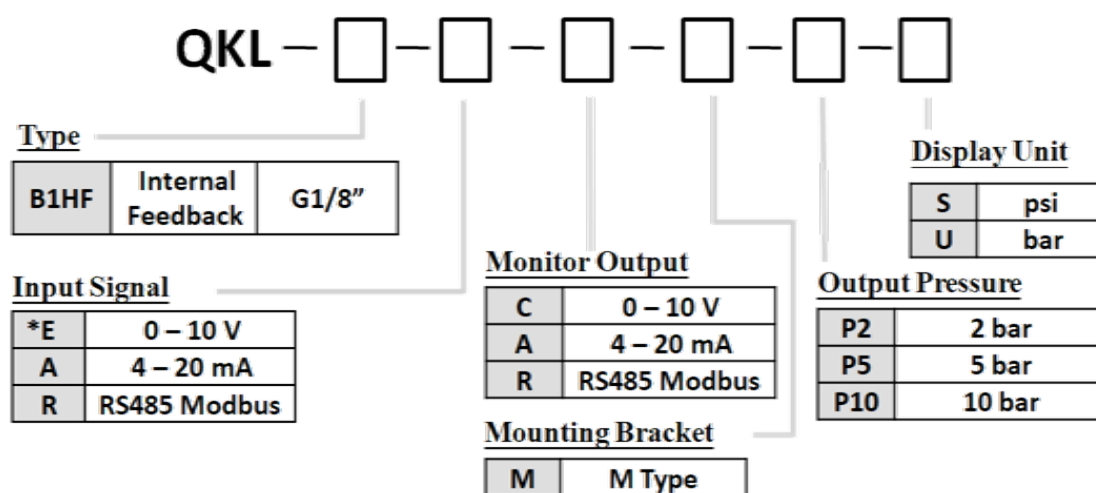 QKL – □ – □ – □ – □ – □ – □
Type
B1HF Internal Feedback G1/8”
Input Signal
*E 0 – 10 V
A 4 – 20 mA
R RS485 Modbus
Monitor Output
C 0 – 10 V
A 4 – 20 mA
R RS485 Modbus
Mounting Bracket
M M Type
Display Unit
S psi
U bar
Output Pressure
P2 2 bar
P5 5 bar
P10 10 bar